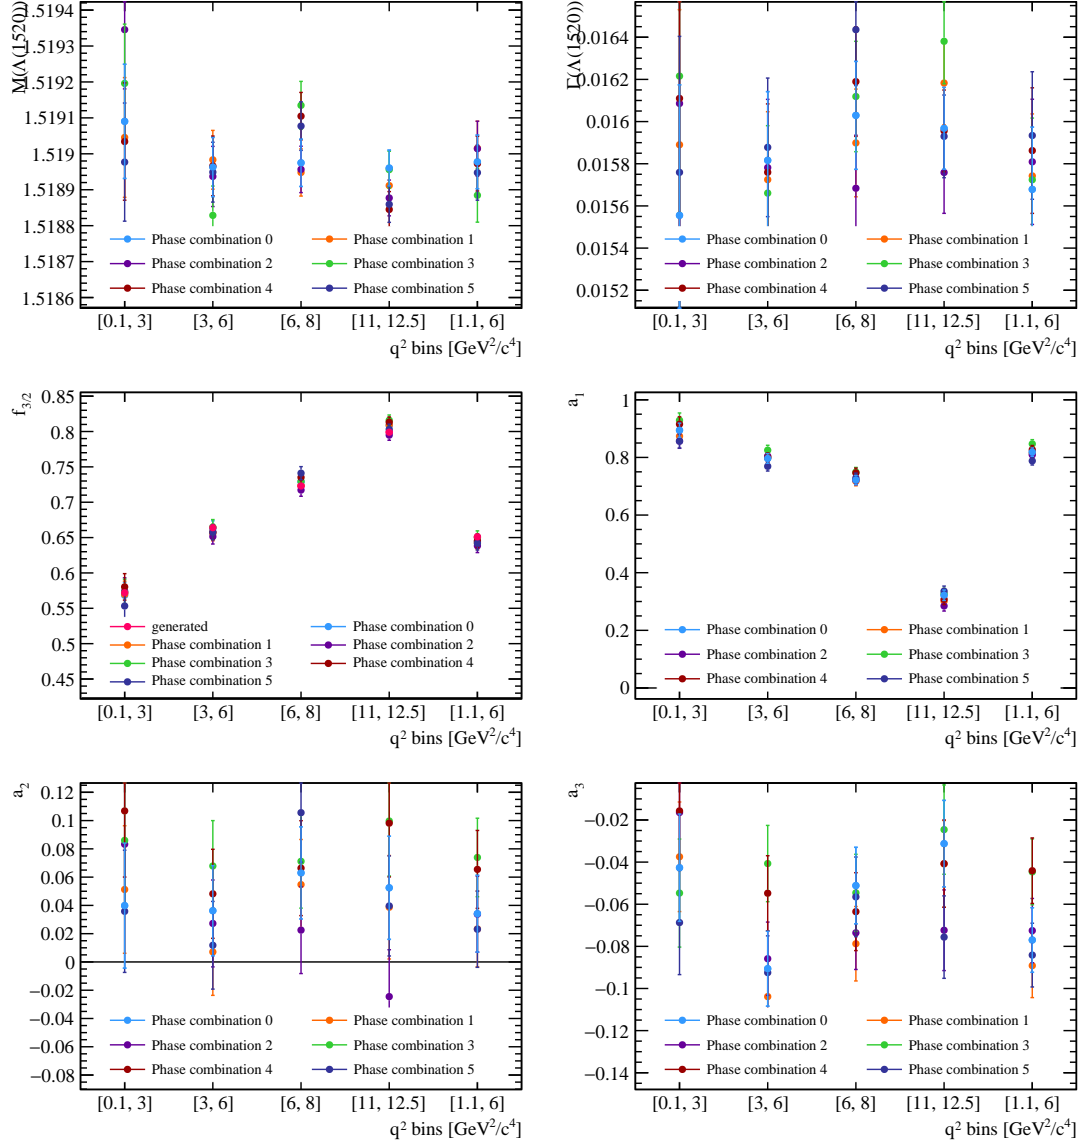 M(Λ(1520))
1.5194
1.5193
1.5192
1.5191
1.519
1.5189
1.5188
1.5187
1.5186
Phase combination 0
Phase combination 1
Phase combination 2
Phase combination 3
Phase combination 4
Phase combination 5
[0.1, 3] [3, 6] [6, 8] [11, 12.5] [1.1, 6]
q² bins [GeV²/c⁴]
Γ(Λ(1520))
0.0164
0.0162
0.016
0.0158
0.0156
0.0154
0.0152
Phase combination 0
Phase combination 1
Phase combination 2
Phase combination 3
Phase combination 4
Phase combination 5
[0.1, 3] [3, 6] [6, 8] [11, 12.5] [1.1, 6]
q² bins [GeV²/c⁴]
f3/2
0.85
0.8
0.75
0.7
0.65
0.6
0.55
0.5
0.45
generated
Phase combination 0
Phase combination 1
Phase combination 2
Phase combination 3
Phase combination 4
Phase combination 5
[0.1, 3] [3, 6] [6, 8] [11, 12.5] [1.1, 6]
q² bins [GeV²/c⁴]
a₁
1
0.8
0.6
0.4
0.2
0
Phase combination 0
Phase combination 1
Phase combination 2
Phase combination 3
Phase combination 4
Phase combination 5
[0.1, 3] [3, 6] [6, 8] [11, 12.5] [1.1, 6]
q² bins [GeV²/c⁴]
a₂
0.12
0.1
0.08
0.06
0.04
0.02
0
−0.02
−0.04
−0.06
−0.08
Phase combination 0
Phase combination 1
Phase combination 2
Phase combination 3
Phase combination 4
Phase combination 5
[0.1, 3] [3, 6] [6, 8] [11, 12.5] [1.1, 6]
q² bins [GeV²/c⁴]
a₃
−0.02
−0.04
−0.06
−0.08
−0.1
−0.12
−0.14
Phase combination 0
Phase combination 1
Phase combination 2
Phase combination 3
Phase combination 4
Phase combination 5
[0.1, 3] [3, 6] [6, 8] [11, 12.5] [1.1, 6]
q² bins [GeV²/c⁴]